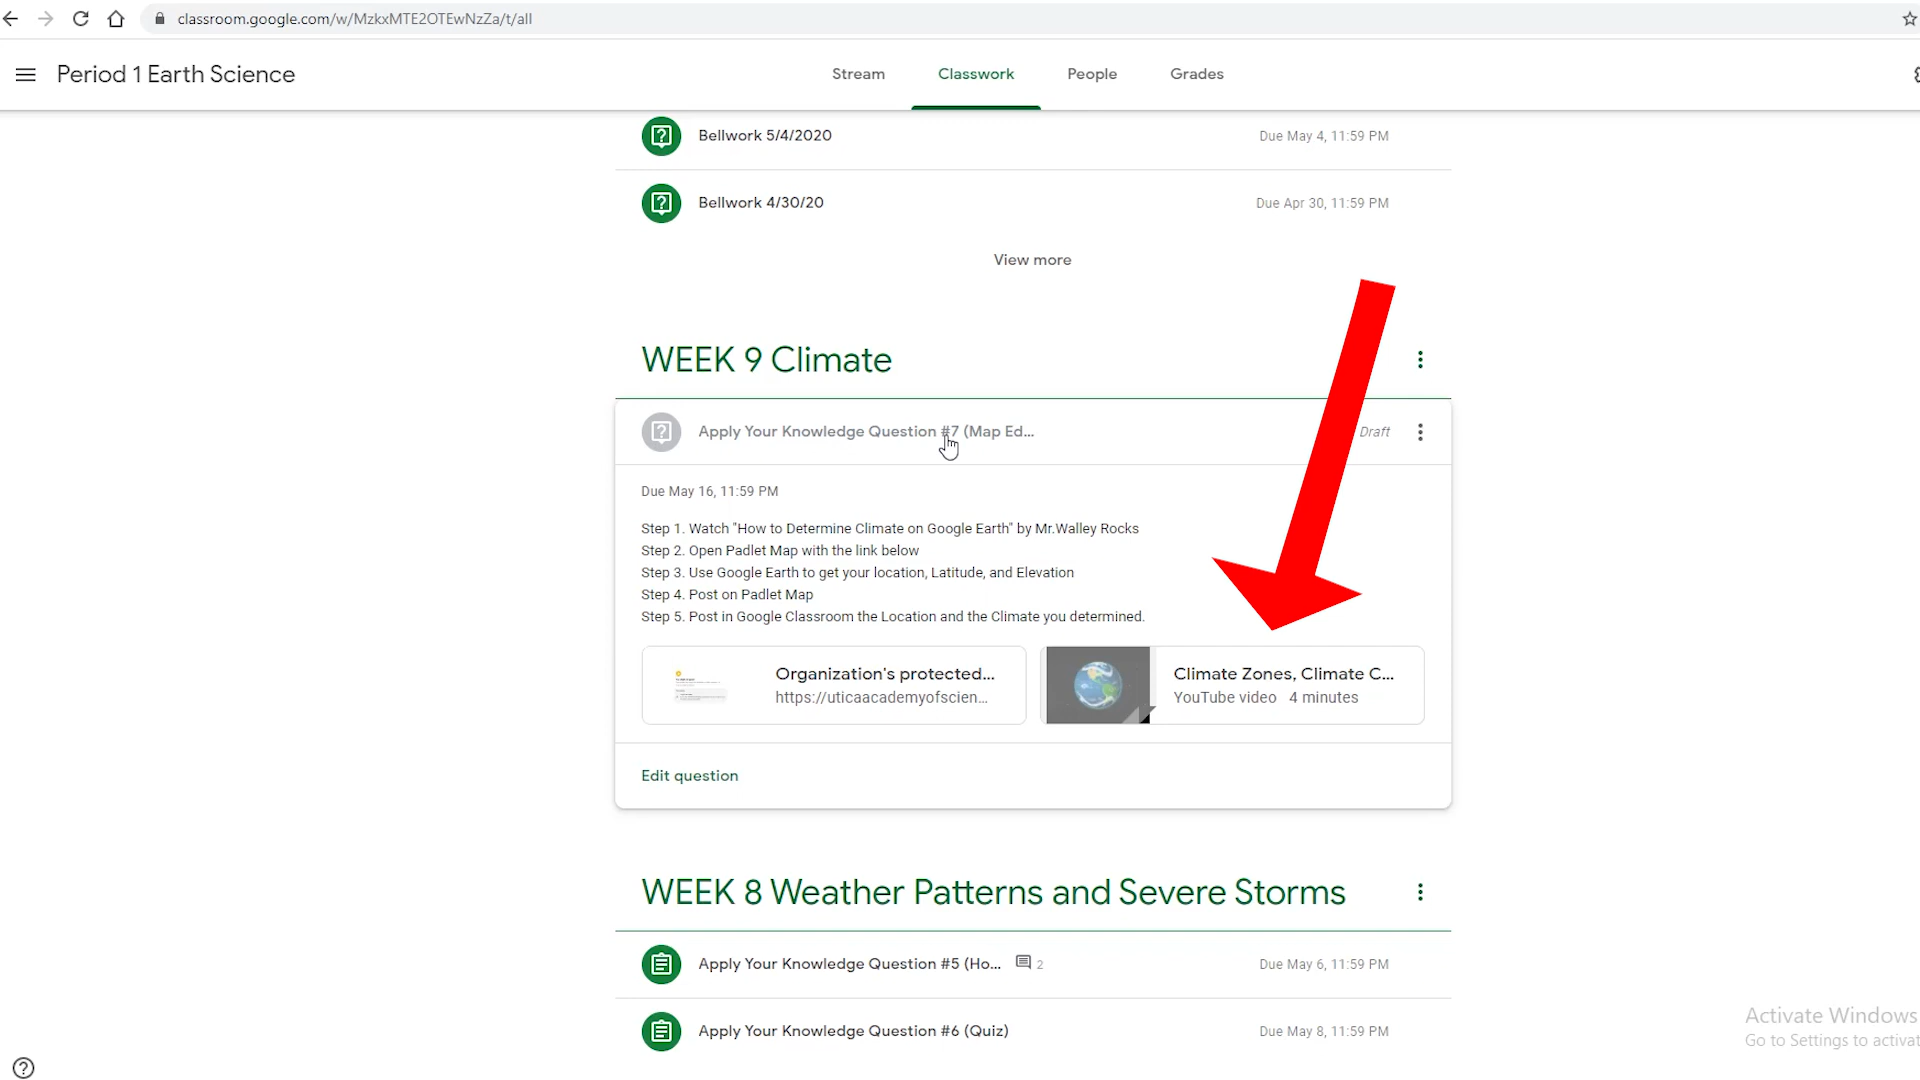 classroom.google.com/w/MzkxMTE2OTEwNzZa/t/all
Period 1 Earth Science
Stream
Classwork
People
Grades
Bellwork 5/4/2020
Due May 4, 11:59 PM
Bellwork 4/30/20
Due Apr 30, 11:59 PM
View more
WEEK 9 Climate
Apply Your Knowledge Question #7 (Map Ed...
Draft
Due May 16, 11:59 PM
Step 1. Watch "How to Determine Climate on Google Earth" by Mr.Walley Rocks
Step 2. Open Padlet Map with the link below
Step 3. Use Google Earth to get your location, Latitude, and Elevation
Step 4. Post on Padlet Map
Step 5. Post in Google Classroom the Location and the Climate you determined.
Organization's protected...
https://uticaacademyofscien...
Climate Zones, Climate C...
YouTube video 4 minutes
Edit question
WEEK 8 Weather Patterns and Severe Storms
Apply Your Knowledge Question #5 (Ho...
2
Due May 6, 11:59 PM
Apply Your Knowledge Question #6 (Quiz)
Due May 8, 11:59 PM
Activate Windows
Go to Settings to activat